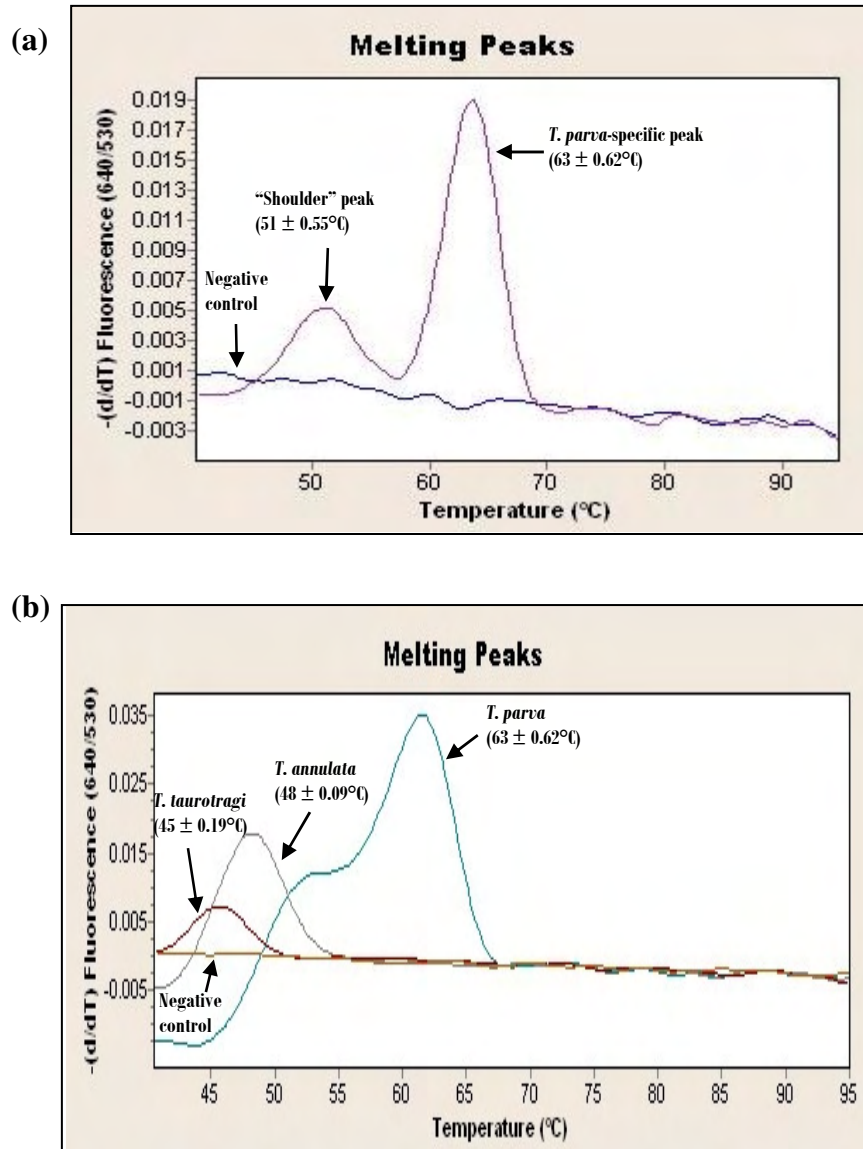 (a)
Melting Peaks
-(d/dT) Fluorescence (640/530)
0.019
0.017
0.015
0.013
0.011
0.009
0.007
0.005
0.003
0.001
-0.001
-0.003
T. parva-specific peak
(63 ± 0.62°C)
“Shoulder” peak
(51 ± 0.55°C)
Negative
control
50 60 70 80 90
Temperature (°C)
(b)
Melting Peaks
-(d/dT) Fluorescence (640/530)
0.035
0.025
0.015
0.005
-0.005
T. parva
(63 ± 0.62°C)
T. annulata
(48 ± 0.09°C)
T. taurotragi
(45 ± 0.19°C)
Negative
control
45 50 55 60 65 70 75 80 85 90 95
Temperature (°C)